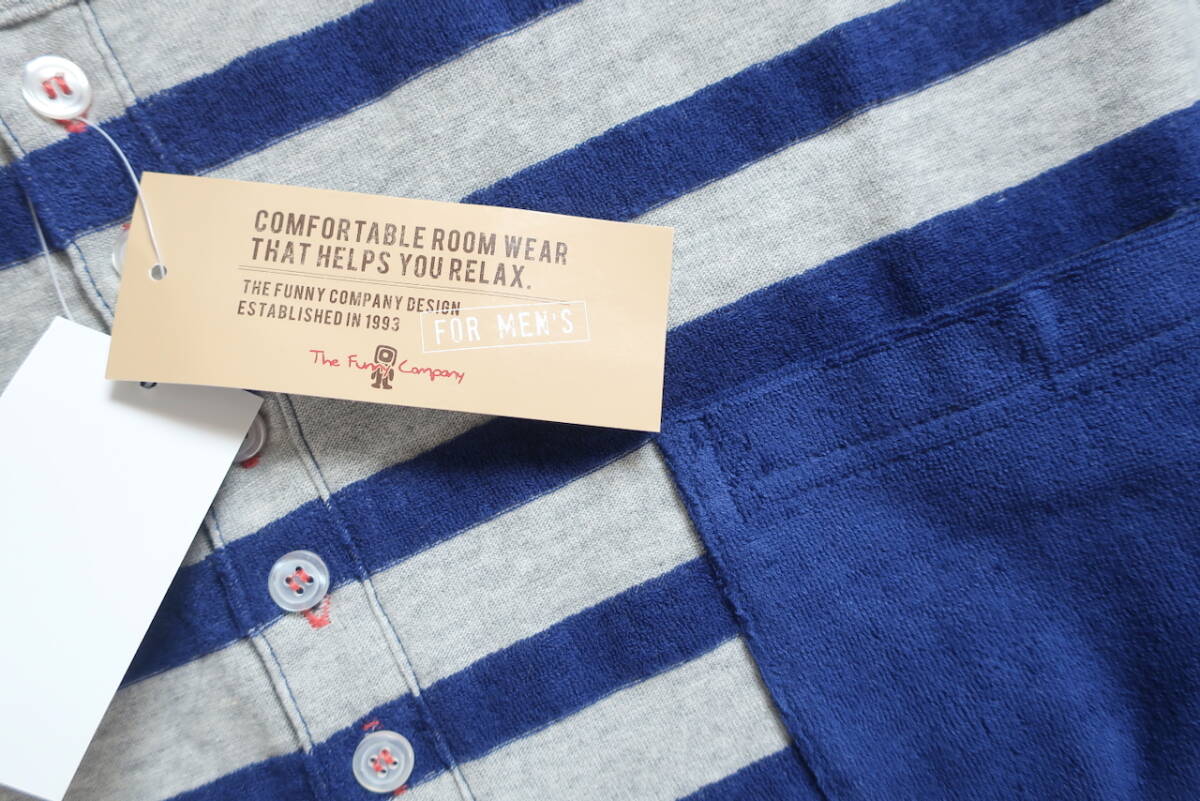 COMFORTABLE ROOM WEAR
THAT HELPS YOU RELAX.
THE FUNNY COMPANY DESIGN
ESTABLISHED IN 1993
FOR MEN'S
The Funny Company